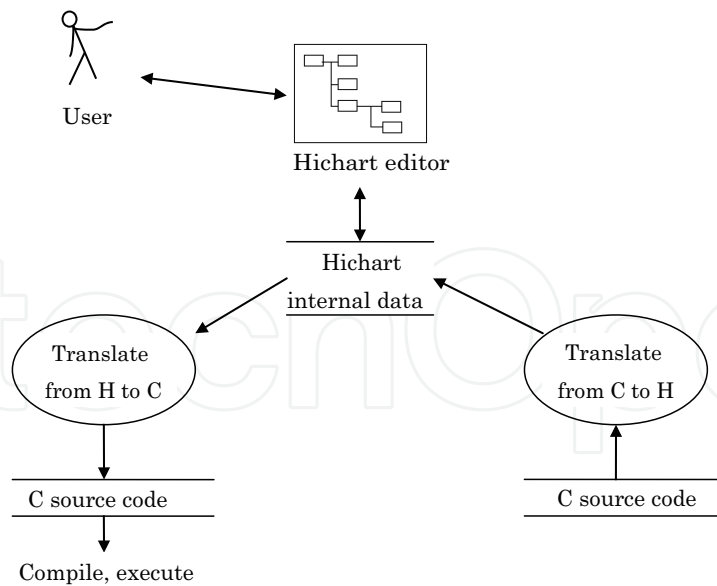 User
Hichart editor
Hichart
internal data
Translate
from H to C
Translate
from C to H
C source code
C source code
Compile, execute